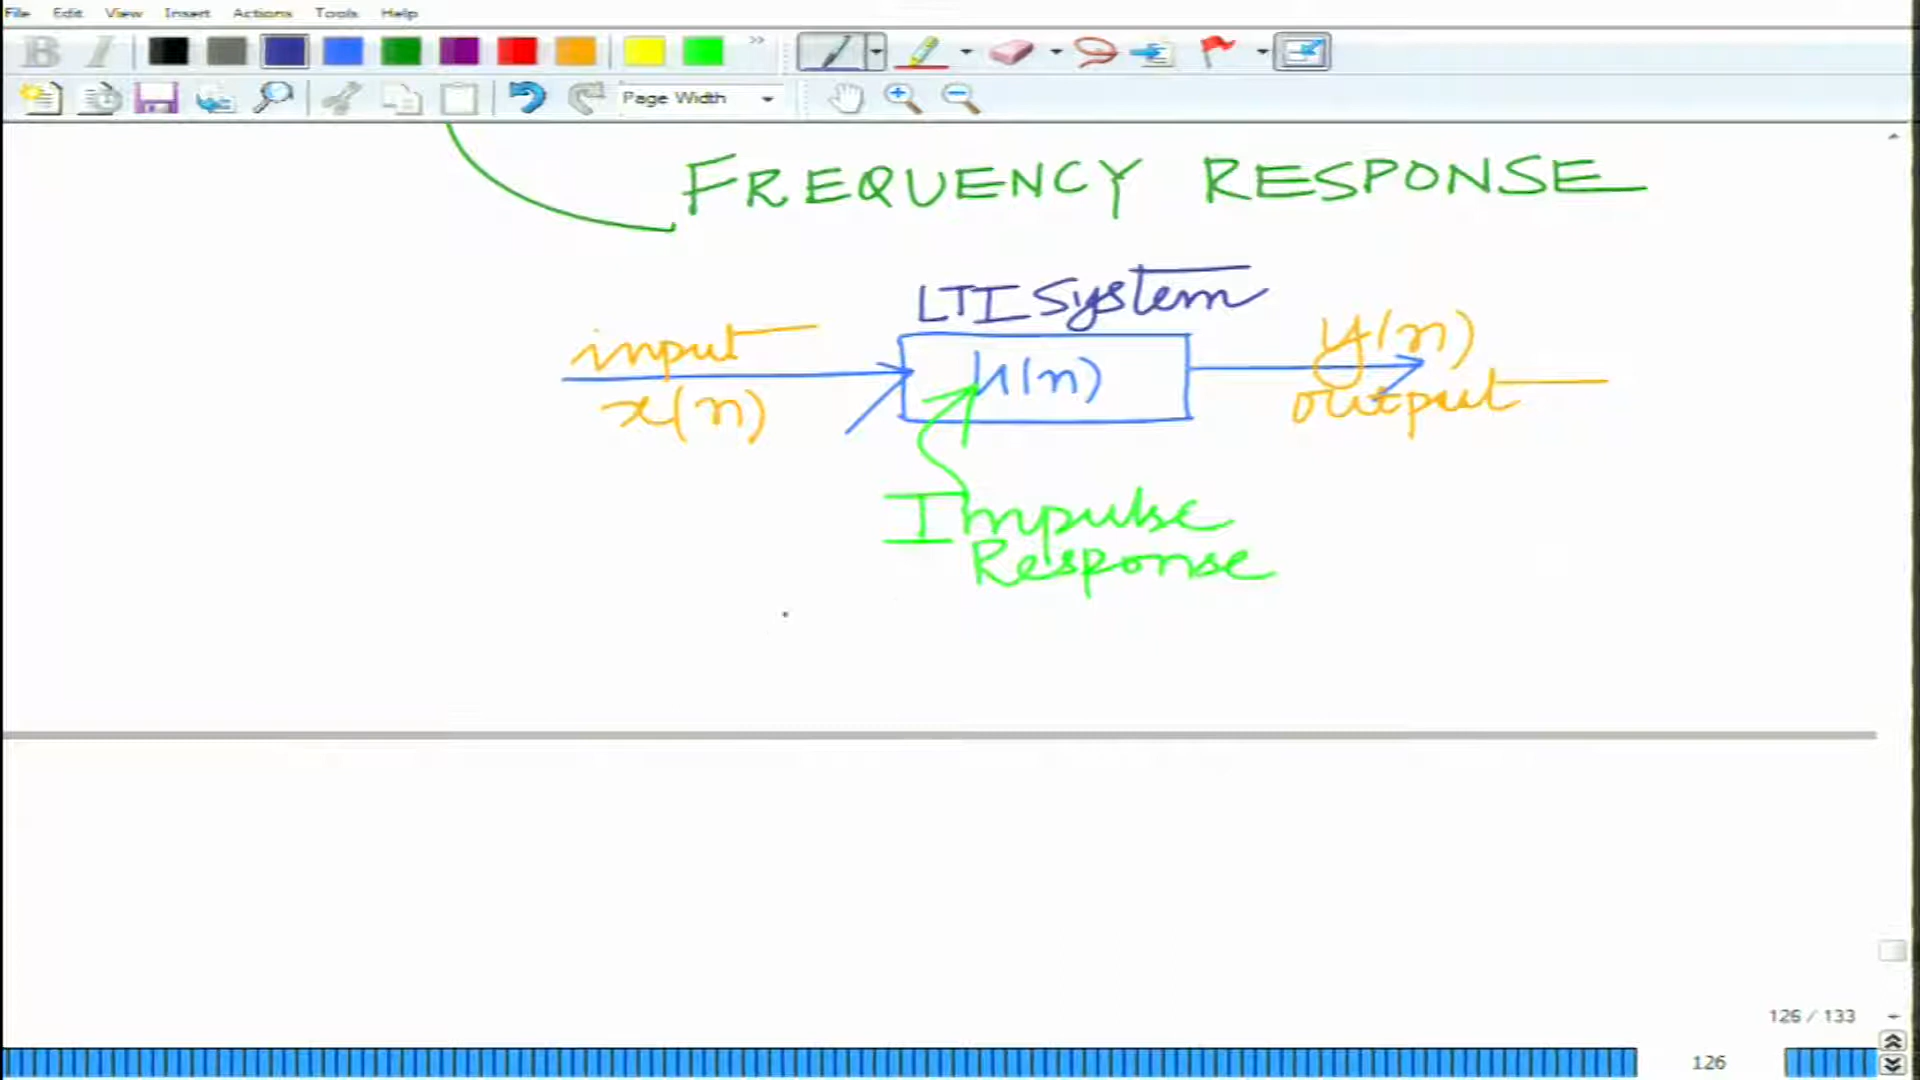 File Edit View Insert Actions Tools Help
B I
Page Width
FREQUENCY RESPONSE
LTI System
input
x(n)
h(n)
y(n)
output
Impulse
Response
126 / 133
126